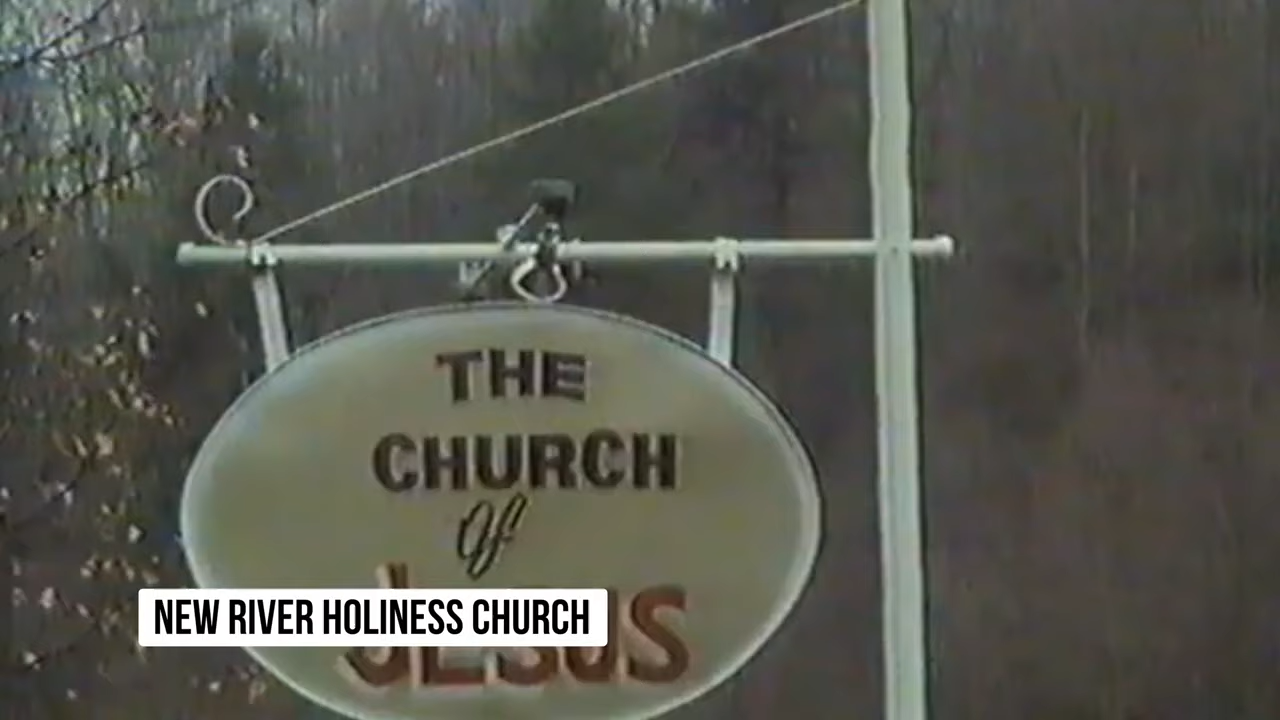 THE
CHURCH
of
JESUS
NEW RIVER HOLINESS CHURCH